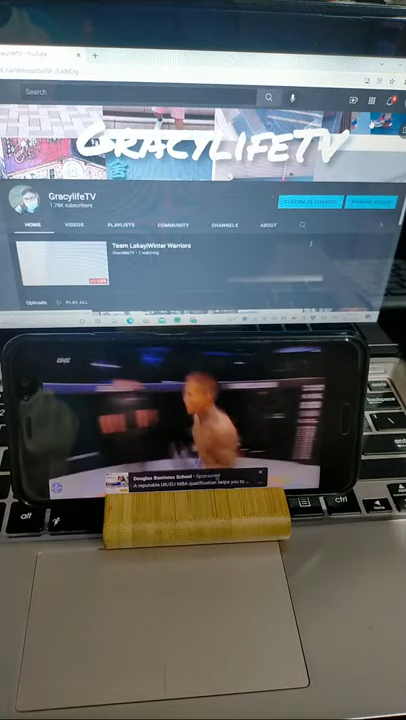 GracylifeTV - YouTube
Search
GRACYLIFETV
GracylifeTV
1.79K subscribers
CUSTOMIZE CHANNEL
MANAGE VIDEOS
HOME
VIDEOS
PLAYLISTS
COMMUNITY
CHANNELS
ABOUT
Team Lakay|Winter Warriors
GracylifeTV • 1 watching
Uploads
PLAY ALL
ONE
Douglas Business School • Sponsored
A reputable UK/EU MBA qualification helps you to ...
alt
ctrl